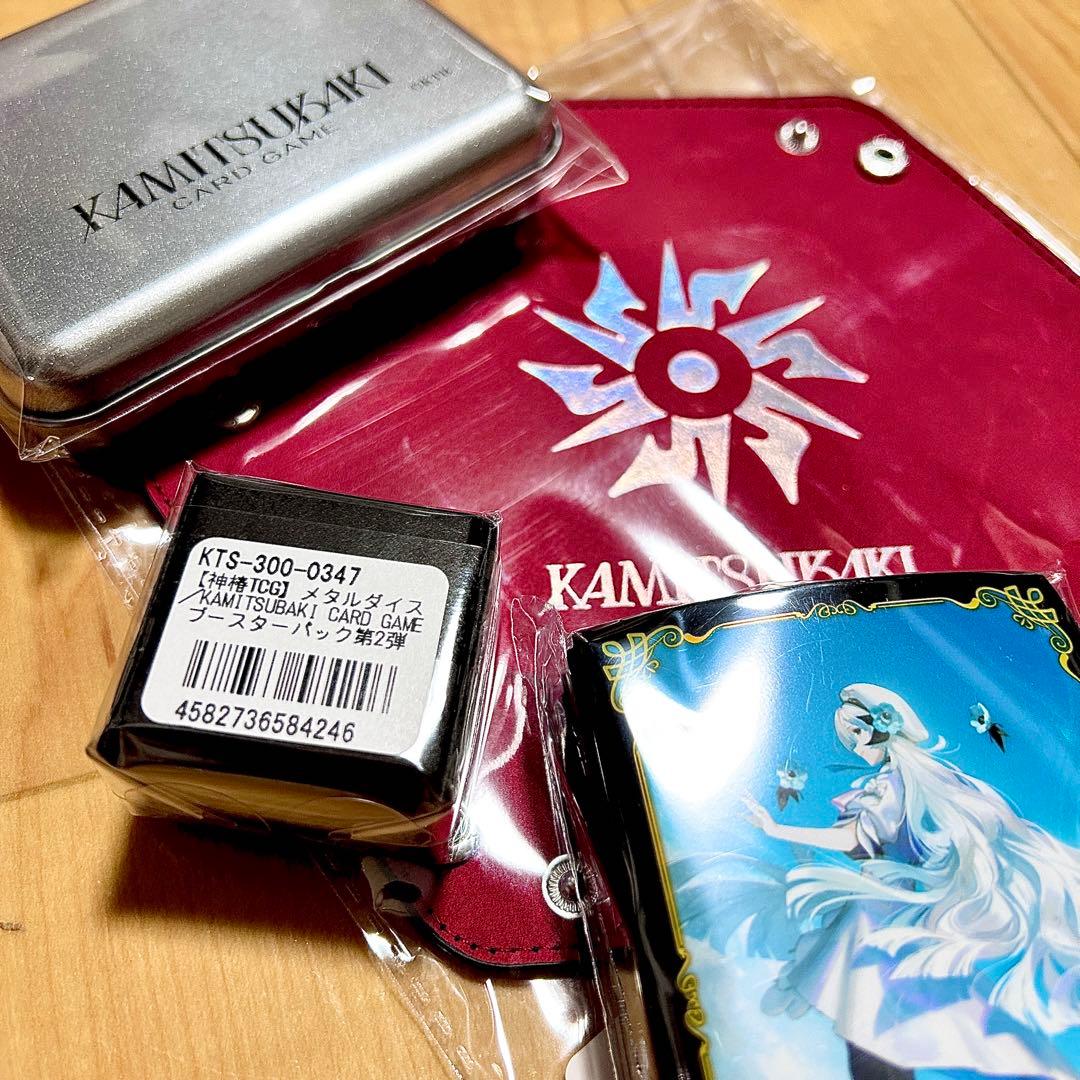 KAMITSUBAKI
CARD GAME
KAMITSUBAKI
KTS-300-0347
【神椿TCG】メタルダイス
/KAMITSUBAKI CARD GAME
ブースターパック第2弾
4582736584246